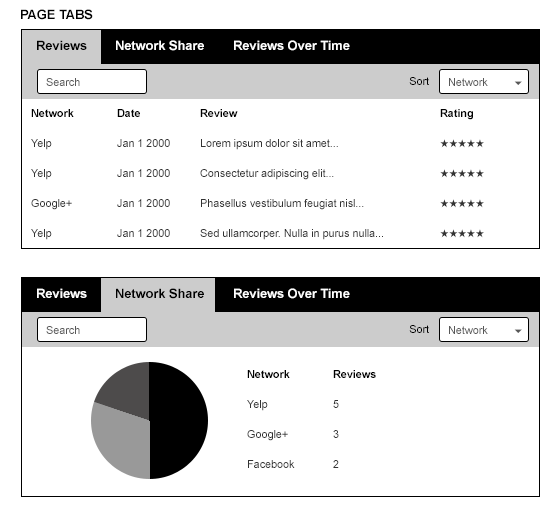 PAGE TABS
Reviews Network Share Reviews Over Time
Search Sort Network
Network Date Review Rating
Yelp Jan 1 2000 Lorem ipsum dolor sit amet... ★★★★★
Yelp Jan 1 2000 Consectetur adipiscing elit... ★★★★★
Google+ Jan 1 2000 Phasellus vestibulum feugiat nisl... ★★★★★
Yelp Jan 1 2000 Sed ullamcorper. Nulla in purus nulla... ★★★★★
Reviews Network Share Reviews Over Time
Search Sort Network
Network Reviews
Yelp 5
Google+ 3
Facebook 2